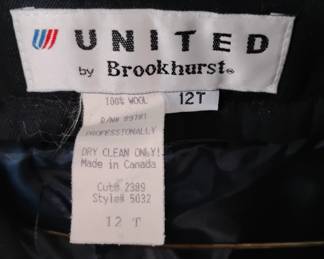 UNITED
by Brookhurst
12T
100% WOOL
PROFESSIONALLY
DRY CLEAN ONLY!
Made in Canada
Cut# 2389
Style# 5032
12 T